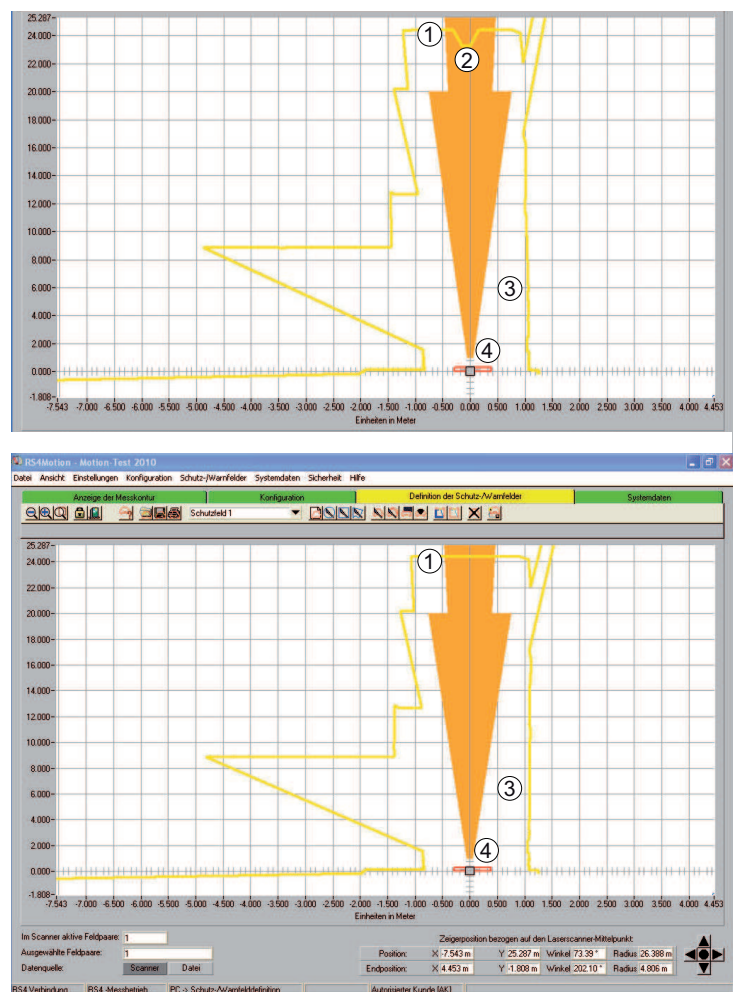 25.287
24.000
22.000
20.000
18.000
16.000
14.000
12.000
10.000
8.000
6.000
4.000
2.000
0.000
-1.808
1
2
3
4
-7.543 -7.000 -6.500 -6.000 -5.500 -5.000 -4.500 -4.000 -3.500 -3.000 -2.500 -2.000 -1.500 -1.000 -0.500 0.000 0.500 1.000 1.500 2.000 2.500 3.000 3.500 4.000 4.453
Einheiten in Meter
RS4Motion - Motion-Test 2010
Datei Ansicht Einstellungen Konfiguration Schutz-/Warnfelder Systemdaten Sicherheit Hilfe
Anzeige der Messkontur Konfiguration Definition der Schutz-/Warnfelder Systemdaten
Schutzfeld 1
25.287
24.000
22.000
20.000
18.000
16.000
14.000
12.000
10.000
8.000
6.000
4.000
2.000
0.000
-1.808
1
3
4
-7.543 -7.000 -6.500 -6.000 -5.500 -5.000 -4.500 -4.000 -3.500 -3.000 -2.500 -2.000 -1.500 -1.000 -0.500 0.000 0.500 1.000 1.500 2.000 2.500 3.000 3.500 4.000 4.453
Einheiten in Meter
Im Scanner aktive Feldpaare: 1
Ausgewählte Feldpaare: 1
Datenquelle: Scanner Datei
Zeigerposition bezogen auf den Laserscanner-Mittelpunkt:
Position: X -7.543 m Y 25.287 m Winkel 73.39 ° Radius 26.388 m
Endposition: X 4.453 m Y -1.808 m Winkel 202.10 ° Radius 4.806 m
RS4 Verbindung RS4 -Messbetrieb PC -> Schutz-/Warnfelddefinition Autorisierter Kunde [AK]